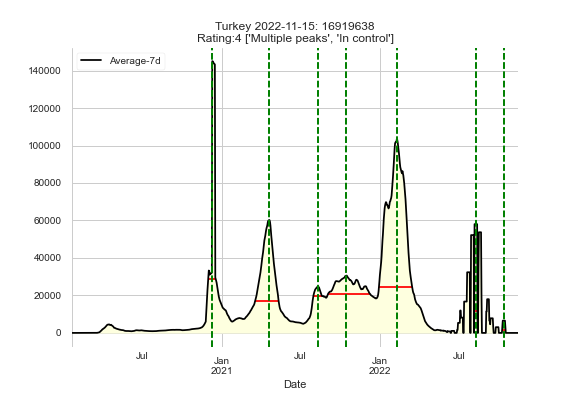 Turkey 2022-11-15: 16919638
Rating:4 ['Multiple peaks', 'In control']
Average-7d
140000
120000
100000
80000
60000
40000
20000
0
Jul
Jan
2021
Jul
Jan
2022
Jul
Date